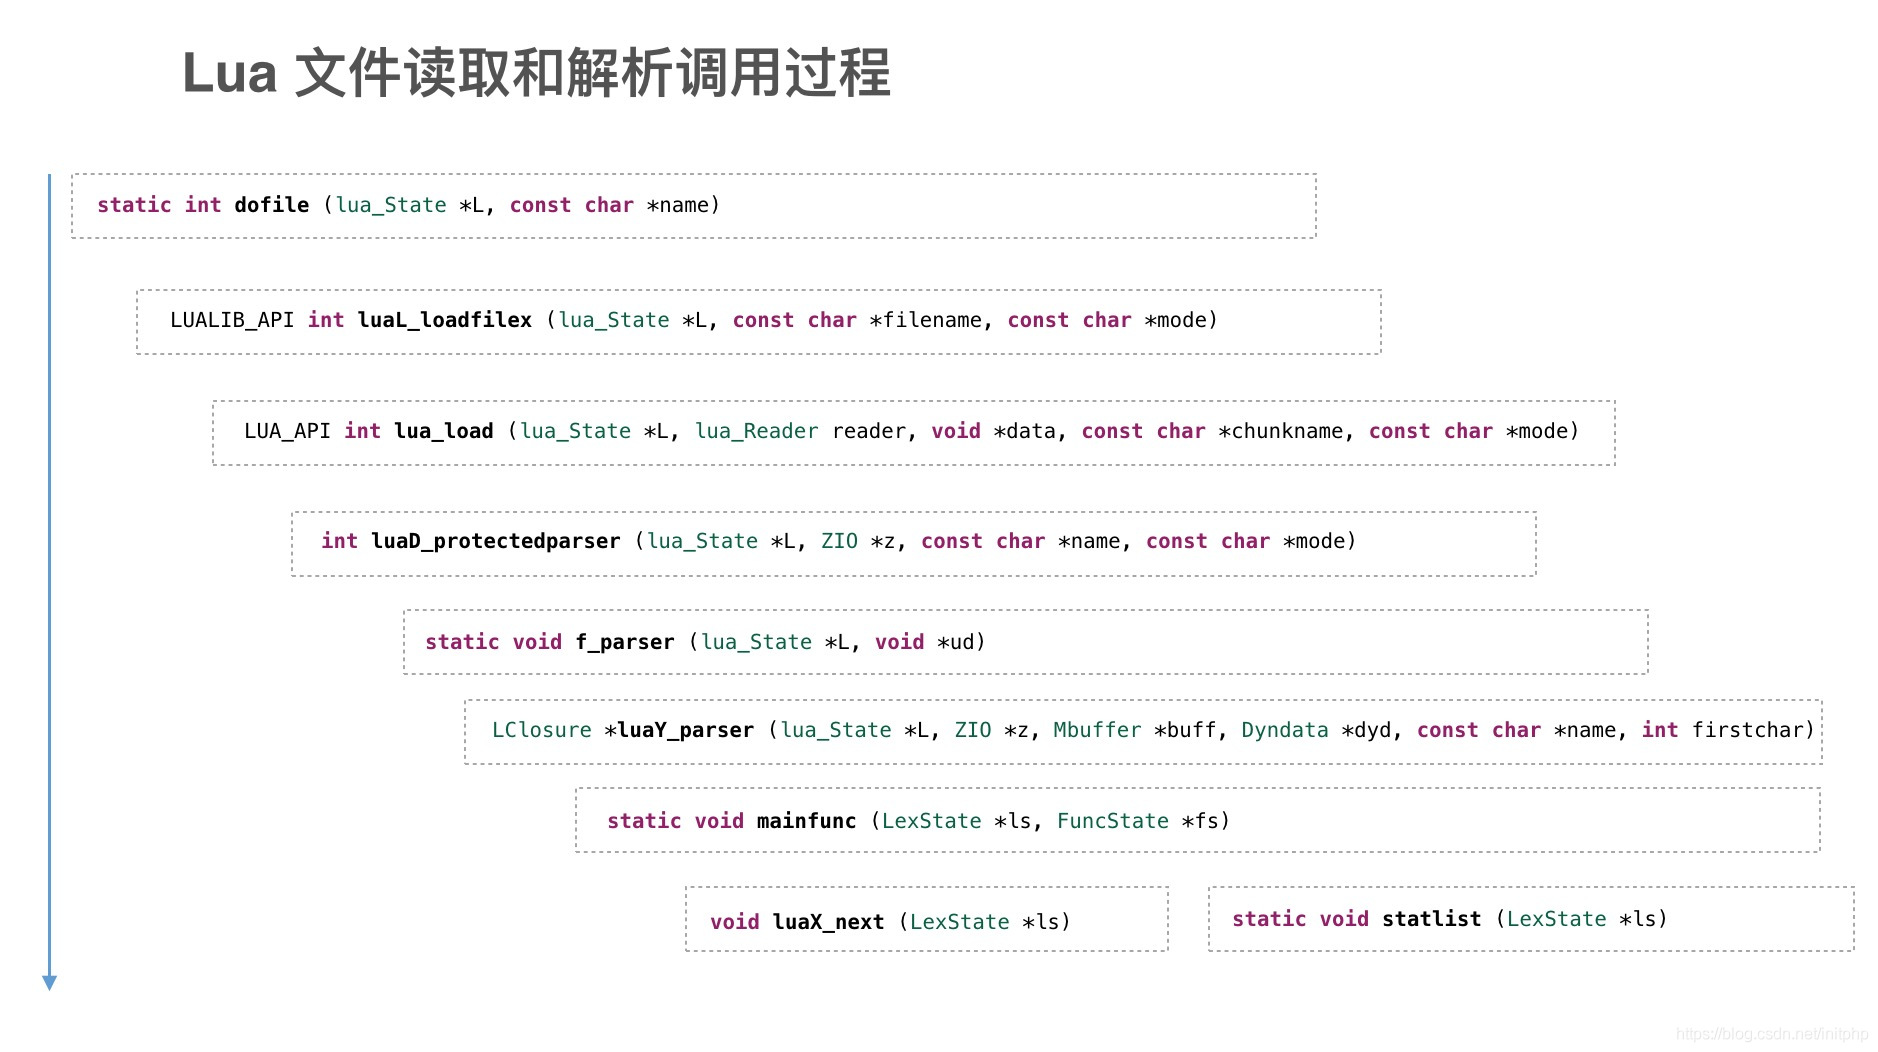 Lua 文件读取和解析调用过程
static int dofile (lua_State *L, const char *name)
LUALIB_API int luaL_loadfilex (lua_State *L, const char *filename, const char *mode)
LUA_API int lua_load (lua_State *L, lua_Reader reader, void *data, const char *chunkname, const char *mode)
int luaD_protectedparser (lua_State *L, ZIO *z, const char *name, const char *mode)
static void f_parser (lua_State *L, void *ud)
LClosure *luaY_parser (lua_State *L, ZIO *z, Mbuffer *buff, Dyndata *dyd, const char *name, int firstchar)
static void mainfunc (LexState *ls, FuncState *fs)
void luaX_next (LexState *ls)
static void statlist (LexState *ls)
https://blog.csdn.net/initphp